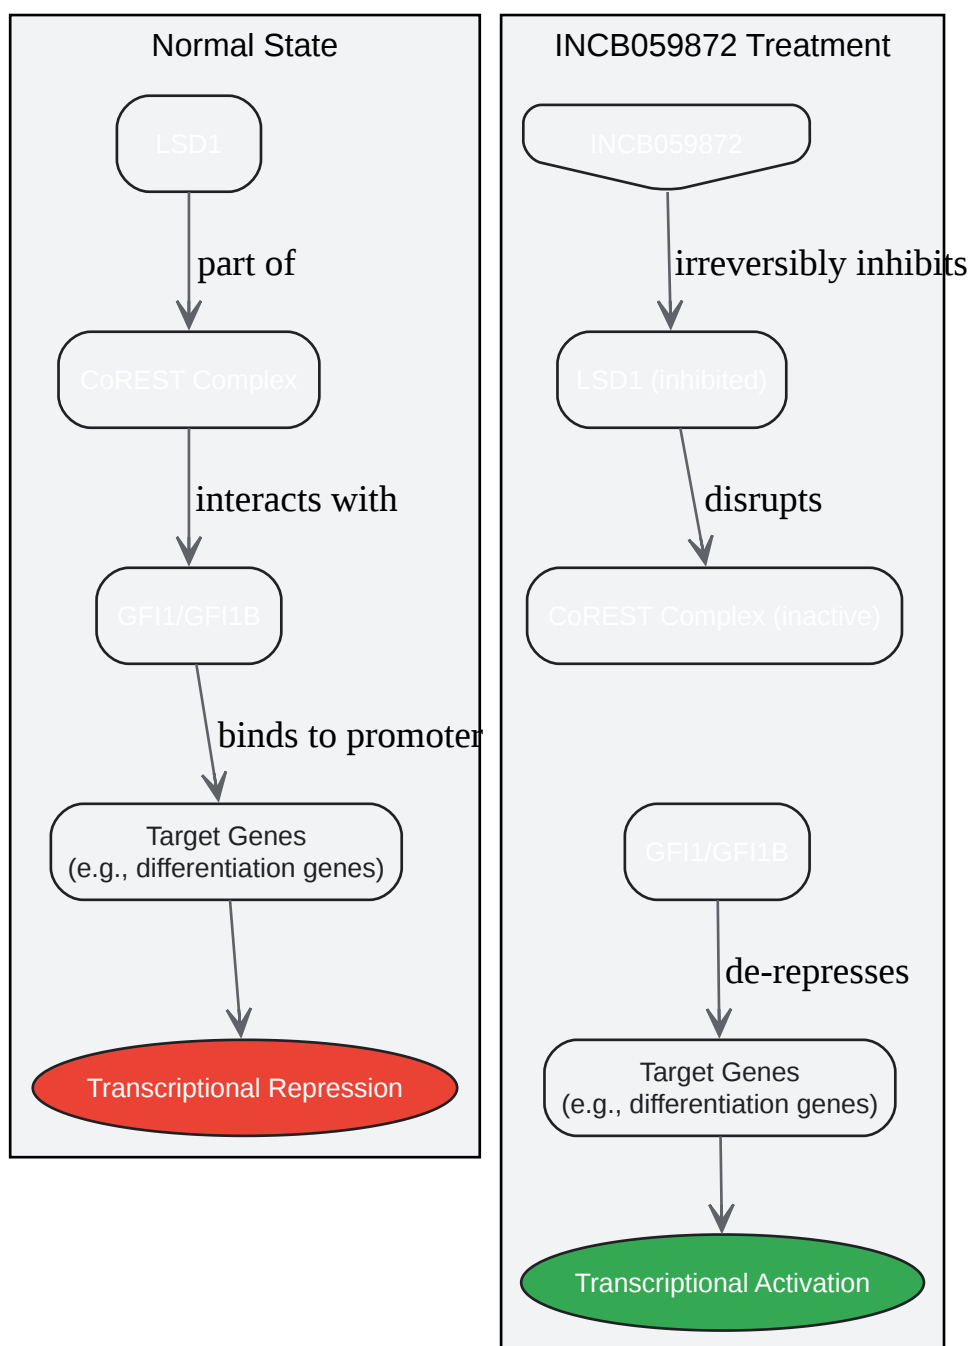 Normal State
LSD1
part of
CoREST Complex
interacts with
GFI1/GFI1B
binds to promoter
Target Genes
(e.g., differentiation genes)
Transcriptional Repression
INCB059872 Treatment
INCB059872
irreversibly inhibits
LSD1 (inhibited)
disrupts
CoREST Complex (inactive)
GFI1/GFI1B
de-represses
Target Genes
(e.g., differentiation genes)
Transcriptional Activation